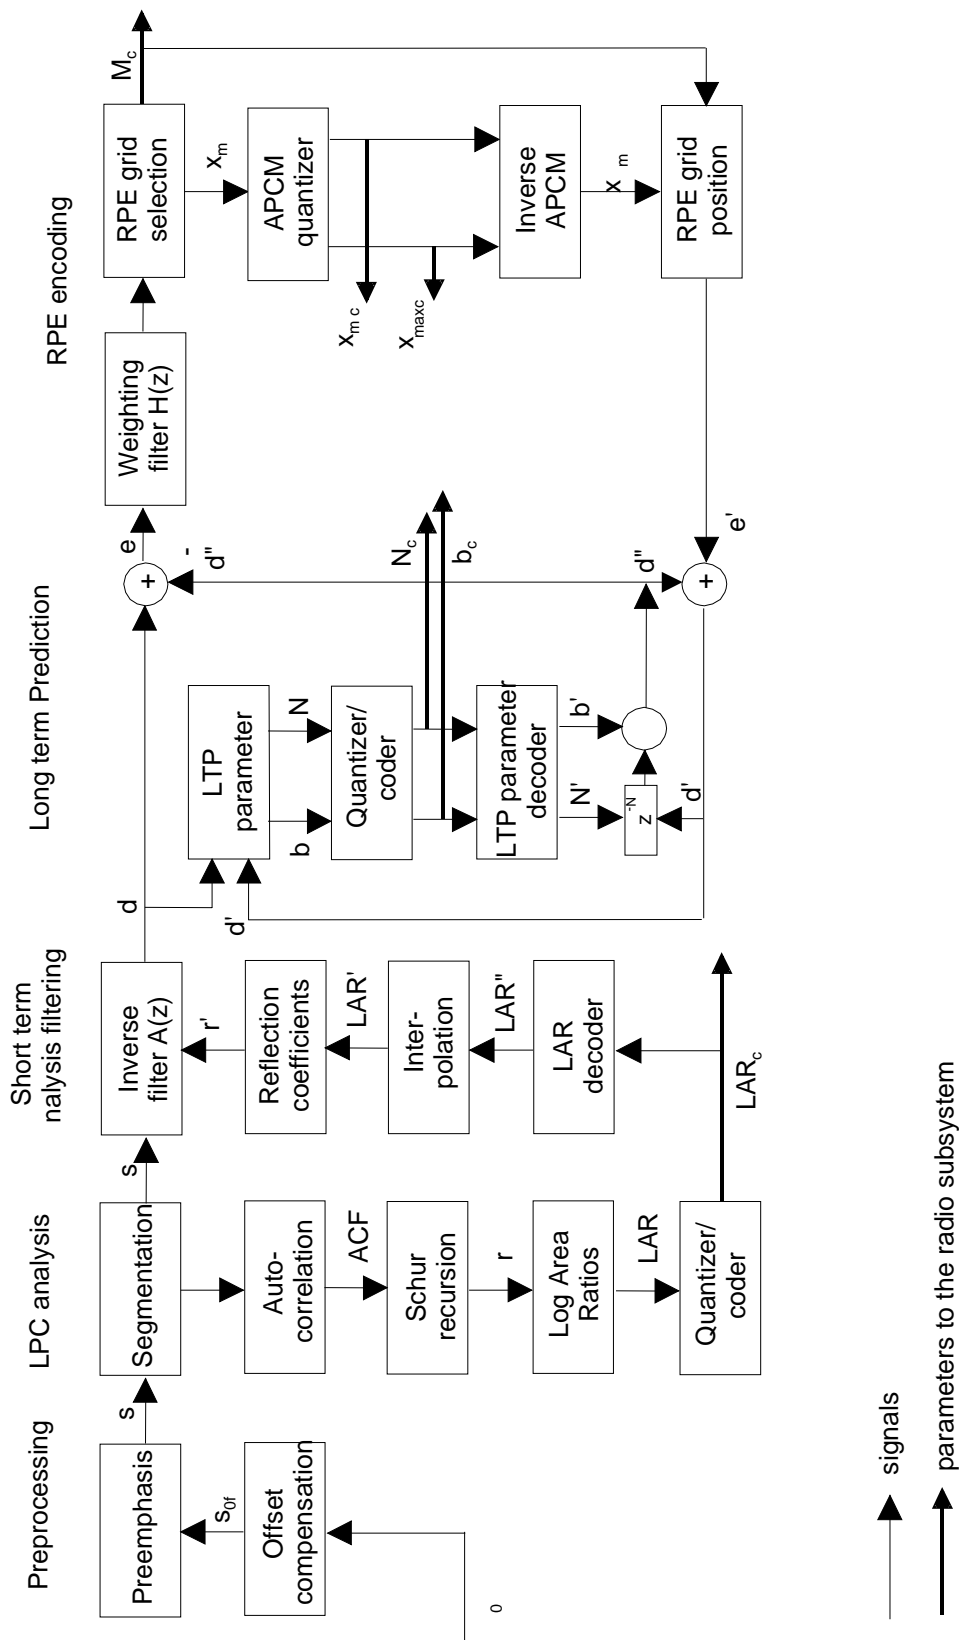 Preprocessing
LPC analysis
Short term
nalysis filtering
Long term Prediction
RPE encoding
Preemphasis
s
Segmentation
s
Inverse
filter A(z)
d
+
e
-
d''
Weighting
filter H(z)
RPE grid
selection
Mc
s0f
Offset
compensation
0
Auto-
correlation
ACF
Schur
recursion
r
Log Area
Ratios
LAR
Quantizer/
coder
LARc
r'
Reflection
coefficients
LAR'
Inter-
polation
LAR''
LAR
decoder
d'
LTP
parameter
b
N
Quantizer/
coder
Nc
bc
LTP parameter
decoder
N'
b'
z-N
d'
d''
+
e'
xm
APCM
quantizer
xm c
xmaxc
Inverse
APCM
x m
RPE grid
position
signals
parameters to the radio subsystem